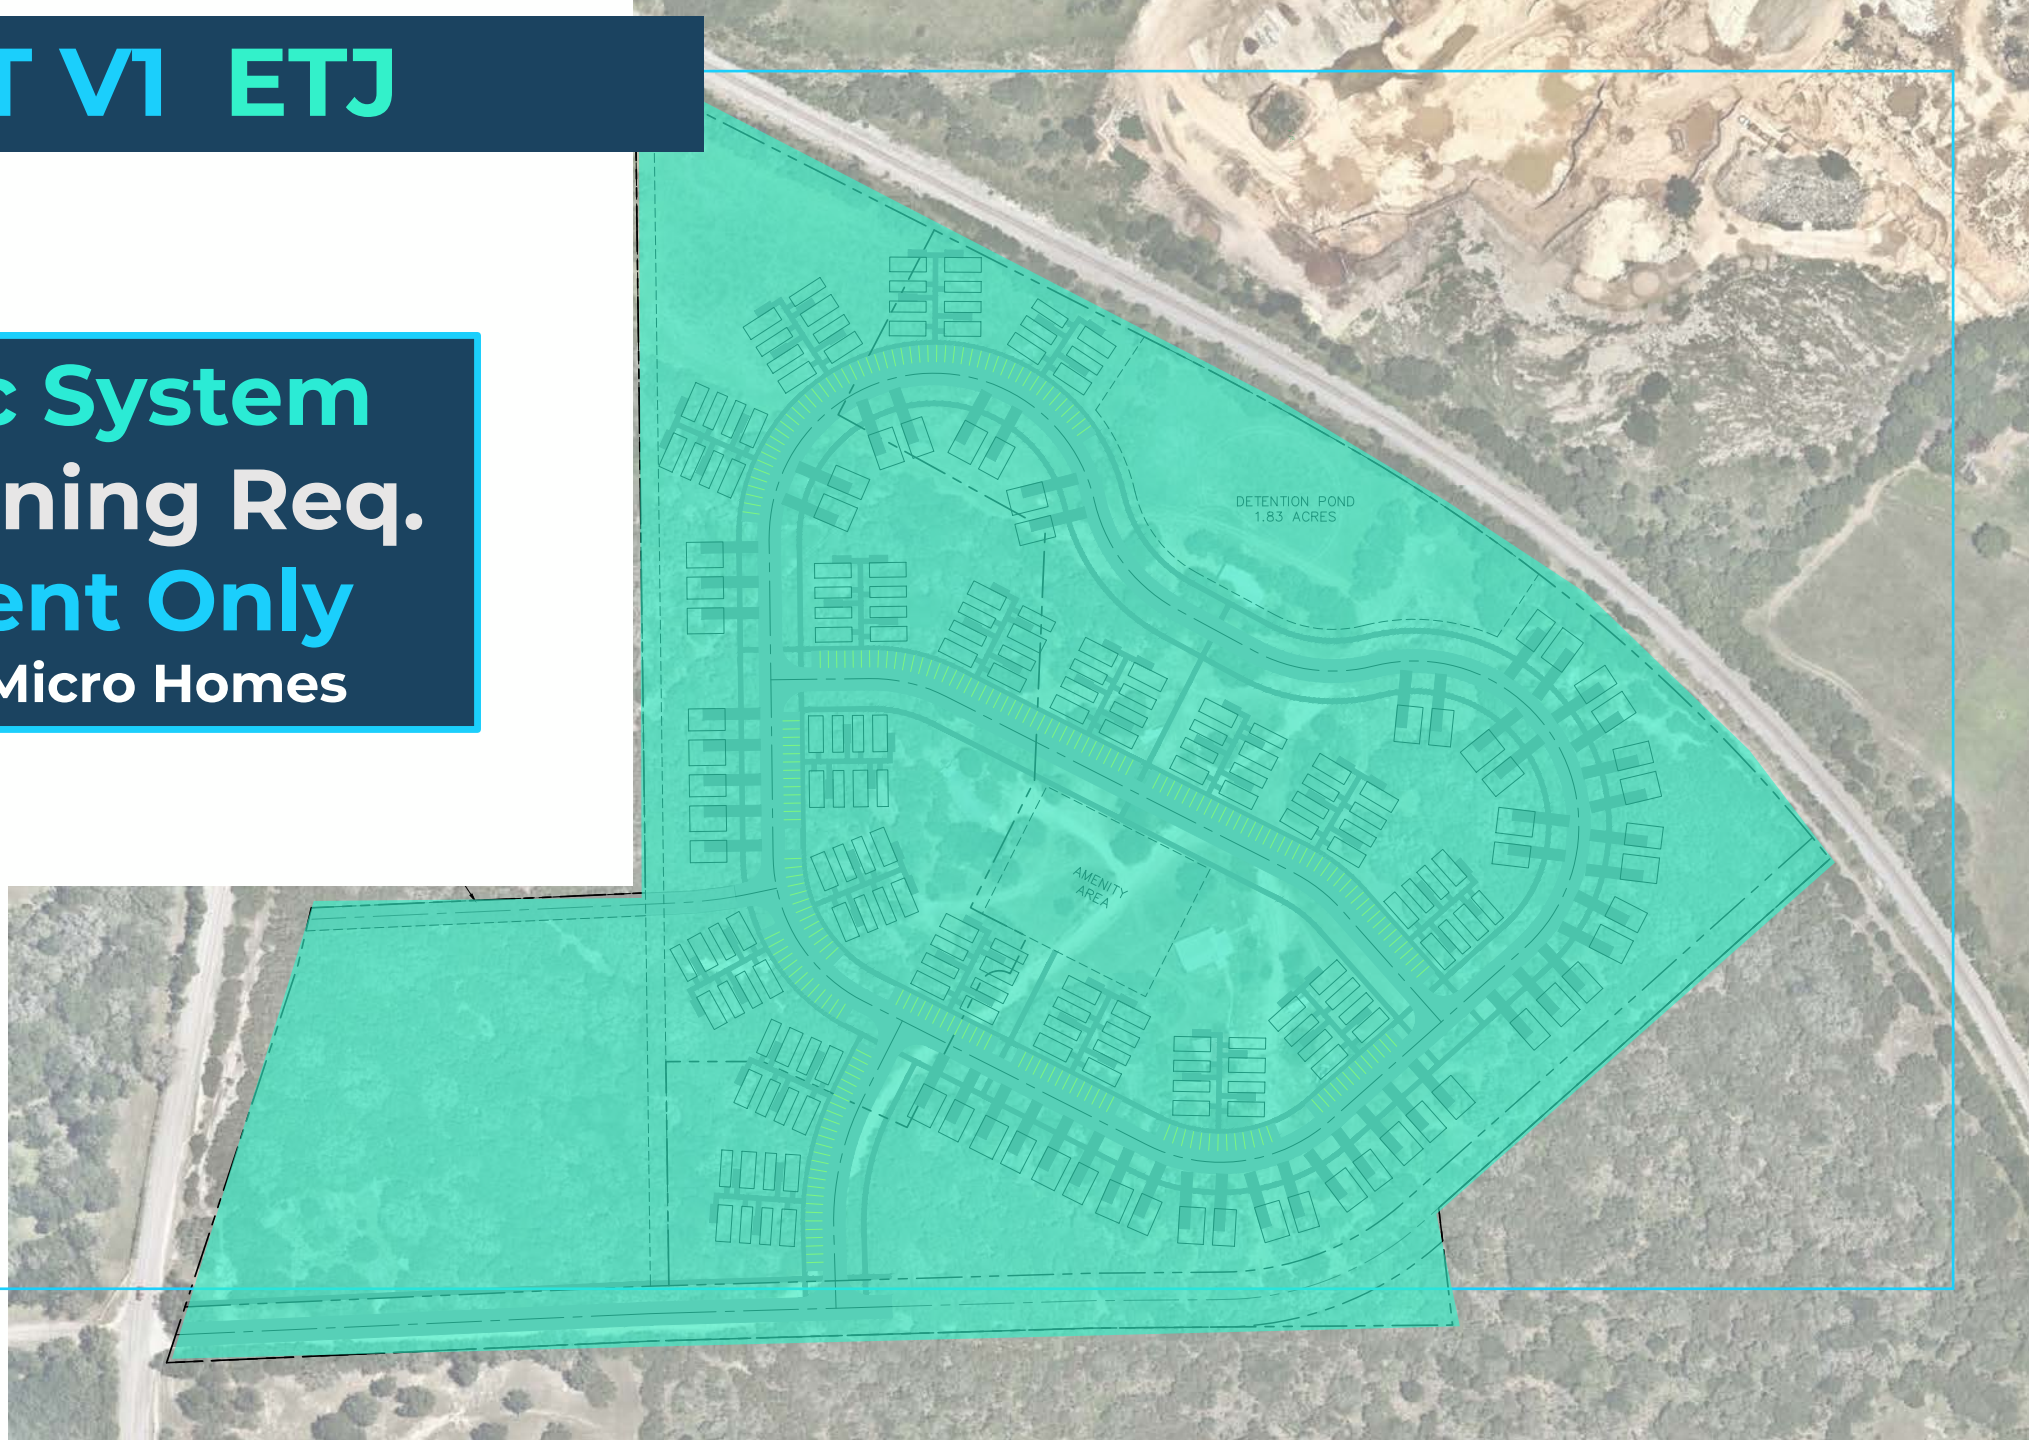 T V1 ETJ
c System
ning Req.
ent Only
Micro Homes
DETENTION POND
1.83 ACRES
AMENITY
AREA